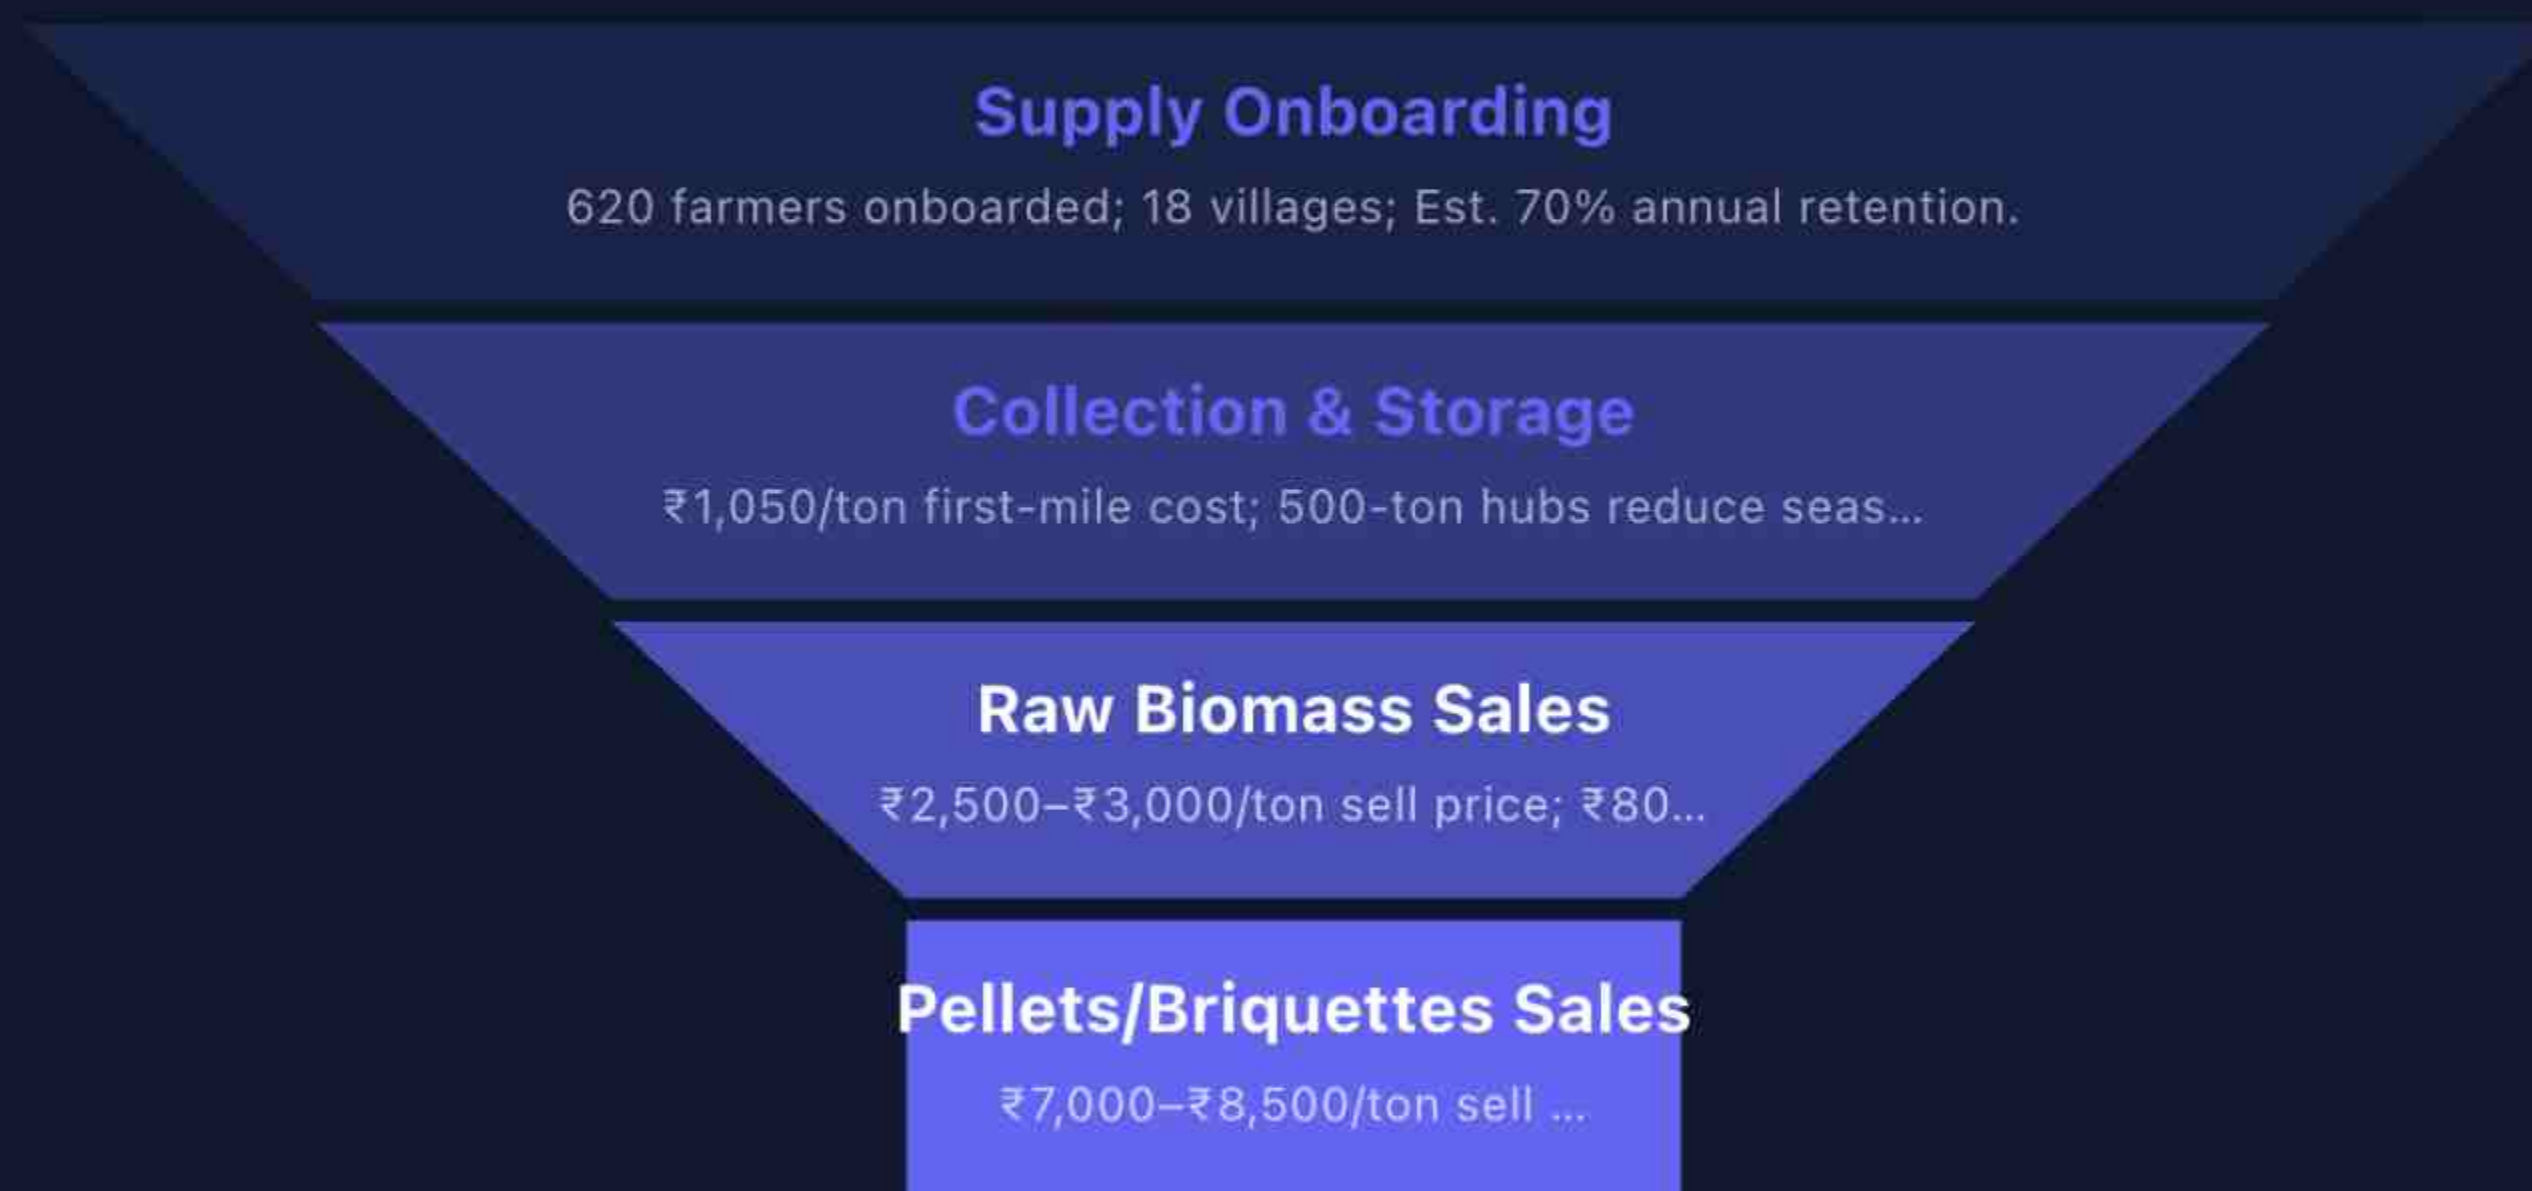 Supply Onboarding
620 farmers onboarded; 18 villages; Est. 70% annual retention.
Collection & Storage
₹1,050/ton first-mile cost; 500-ton hubs reduce seas...
Raw Biomass Sales
₹2,500–₹3,000/ton sell price; ₹80...
Pellets/Briquettes Sales
₹7,000–₹8,500/ton sell ...